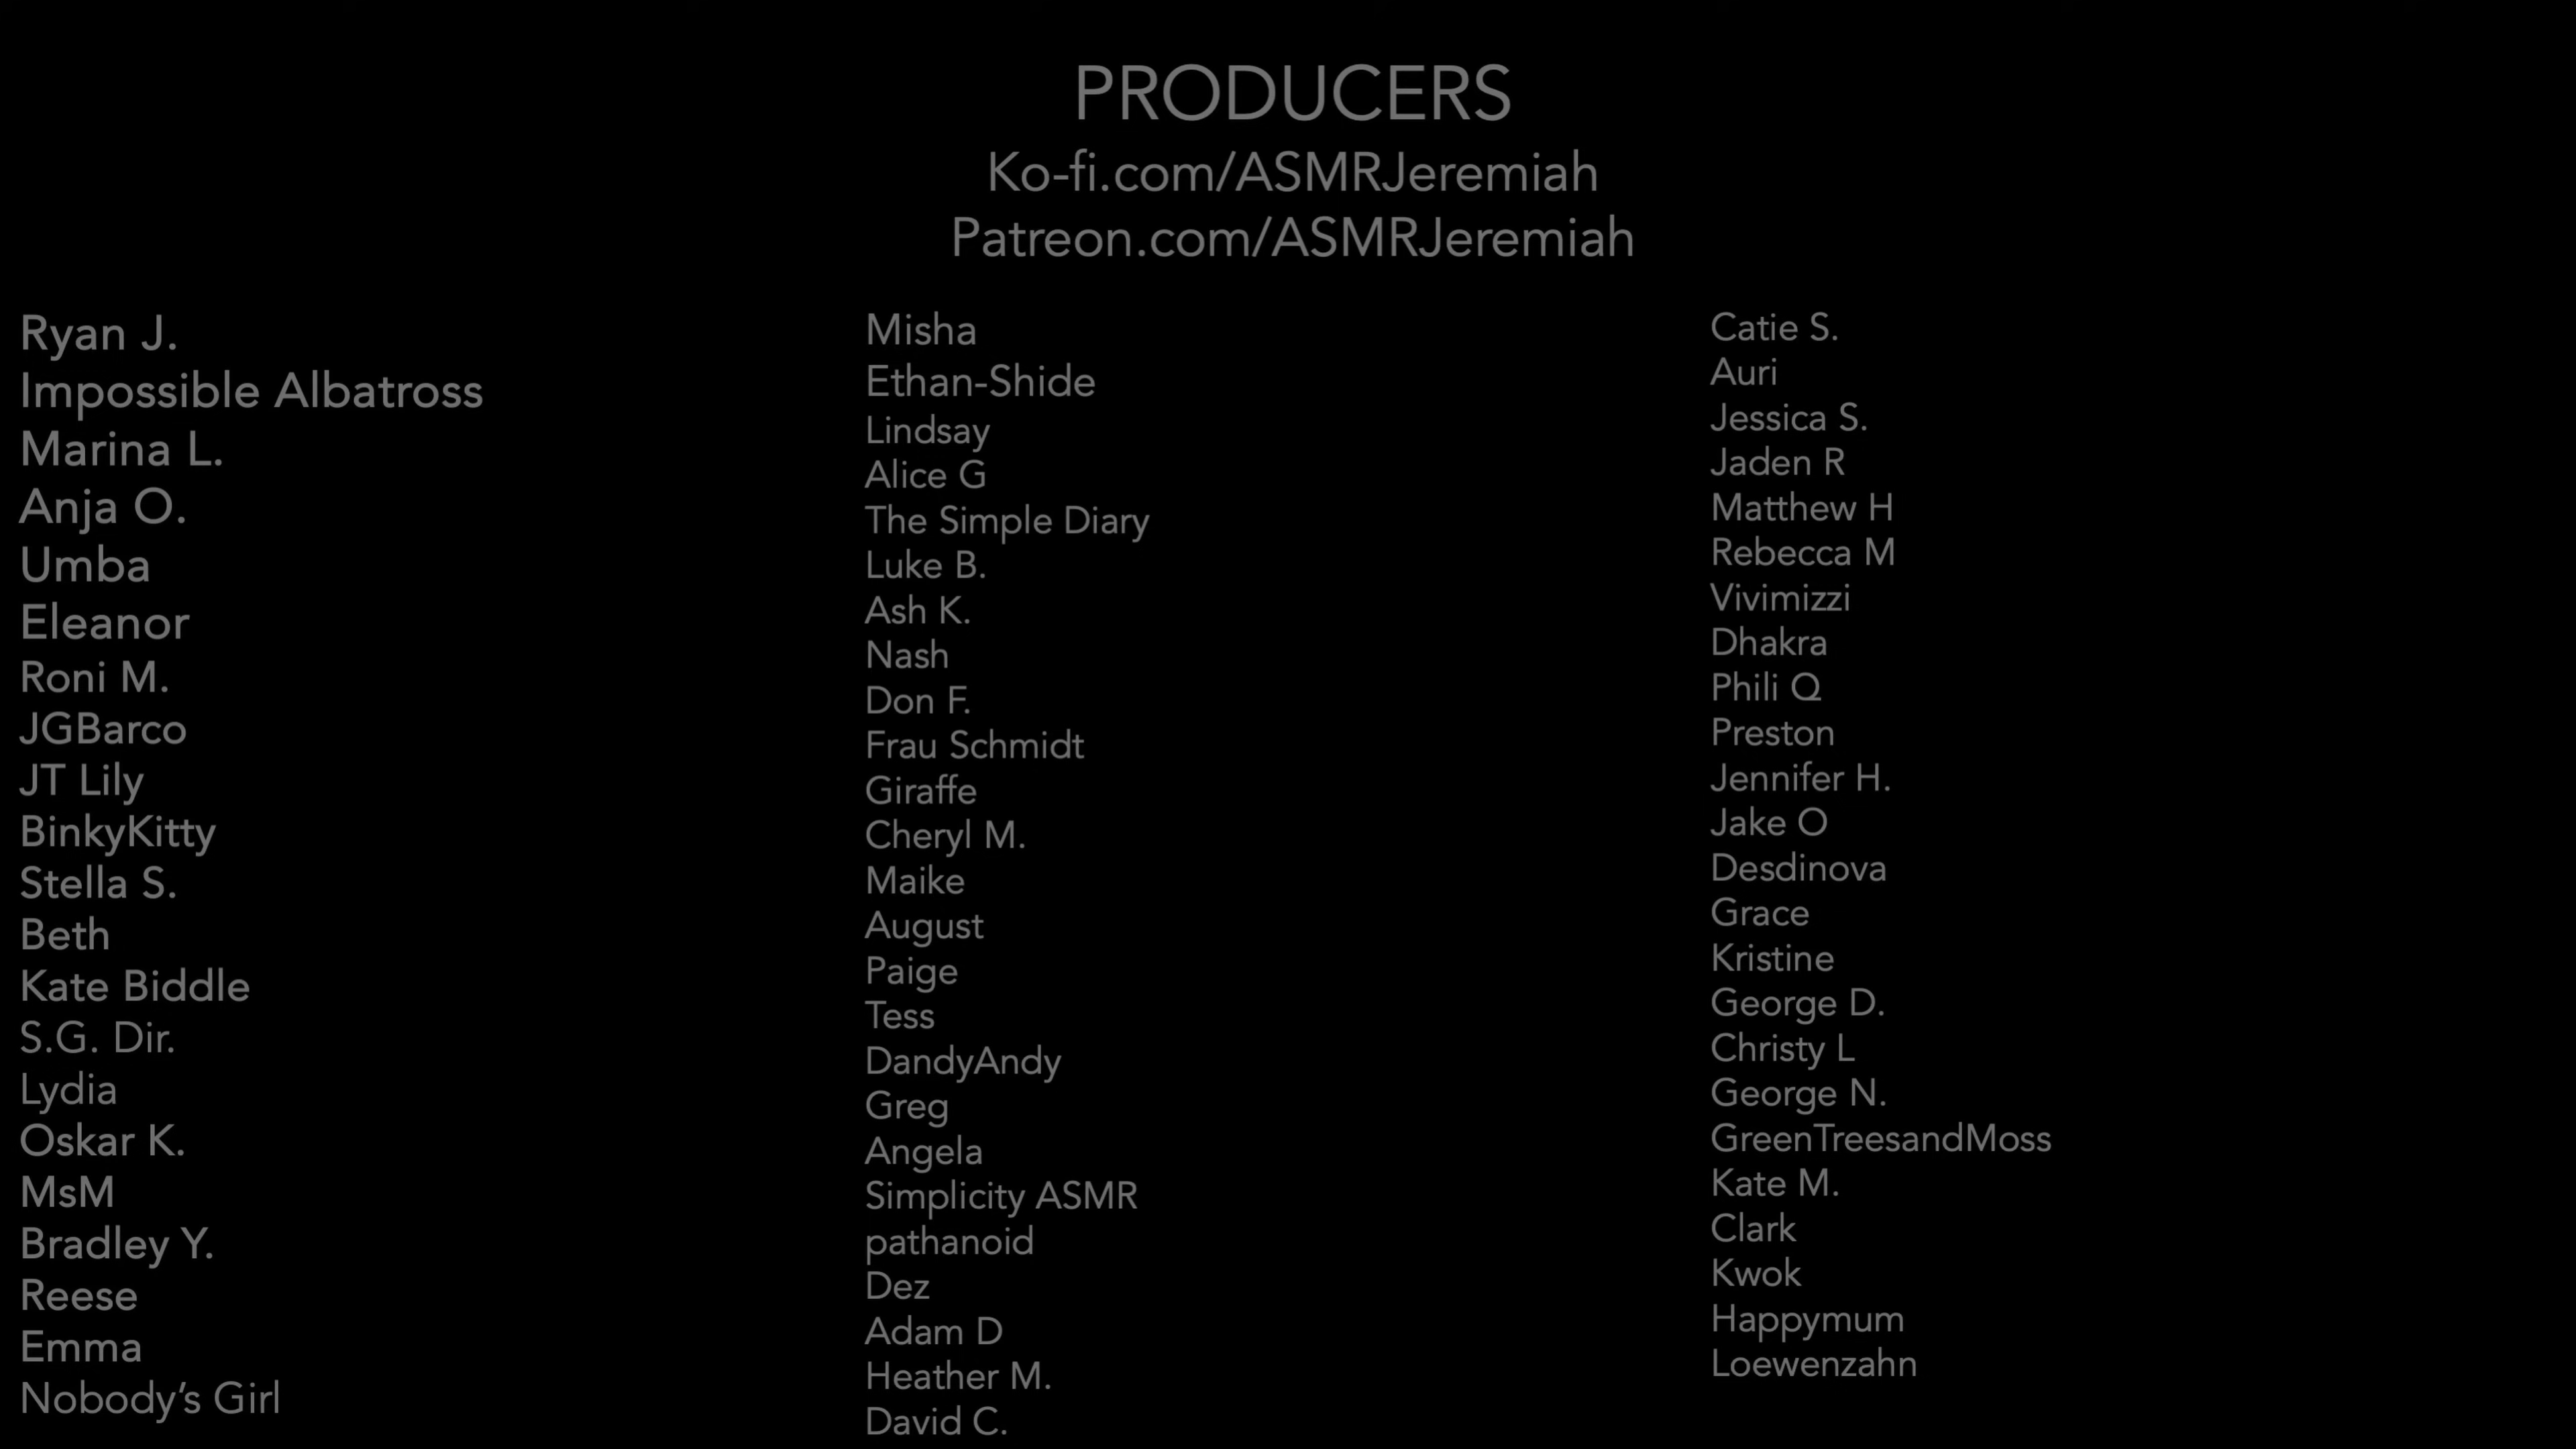 PRODUCERS
Ko-fi.com/ASMRJeremiah
Patreon.com/ASMRJeremiah
Ryan J.
Impossible Albatross
Marina L.
Anja O.
Umba
Eleanor
Roni M.
JGBarco
JT Lily
BinkyKitty
Stella S.
Beth
Kate Biddle
S.G. Dir.
Lydia
Oskar K.
MsM
Bradley Y.
Reese
Emma
Nobody’s Girl
Misha
Ethan-Shide
Lindsay
Alice G
The Simple Diary
Luke B.
Ash K.
Nash
Don F.
Frau Schmidt
Giraffe
Cheryl M.
Maike
August
Paige
Tess
DandyAndy
Greg
Angela
Simplicity ASMR
pathanoid
Dez
Adam D
Heather M.
David C.
Catie S.
Auri
Jessica S.
Jaden R
Matthew H
Rebecca M
Vivimizzi
Dhakra
Phili Q
Preston
Jennifer H.
Jake O
Desdinova
Grace
Kristine
George D.
Christy L
George N.
GreenTreesandMoss
Kate M.
Clark
Kwok
Happymum
Loewenzahn